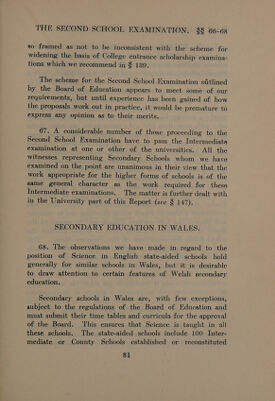 THE SECOND SCHOOL EXAMINATION. §§ 66-68
so framed as not to be inconsistent with the scheme for
widening the basis of College entrance scholarship examina-
tions which we recommend in § 139.
The scheme for the Second School Examination outlined
by the Board of Education appears to meet some of our
requirements, but until experience has been gained of how
the proposals work out in practice, it would be premature to
express any opinion as to their merits.
67. A considerable number of those proceeding to the
Second School Examination have to pass the Intermediate
examination at one or other of the universities. All the
witnesses representing Secondary Schools whom we have
examined on the point are unanimous in their view that the
work appropriate for the higher forms of schools is of the
same general character as the work required for these
Intermediate examinations. The matter is further dealt with
in the University part of this Report (see § 147).
SECONDARY EDUCATION IN WALES.
68. The observations we have made in regard to the
position of Science in English state-aided schools hold
generally for similar schools in Wales, but it is desirable
to draw attention to certain features of Welsh secondary
education.
Secondary schools in Wales are, with few exceptions,
subject to the regulations of the Board of Education and
must submit their time tables and curricula for the approval
of the Board. This ensures that Science is taught in all
these schools. The state-aided schools include 100 Inter-
mediate or County Schools established or reconstituted
81